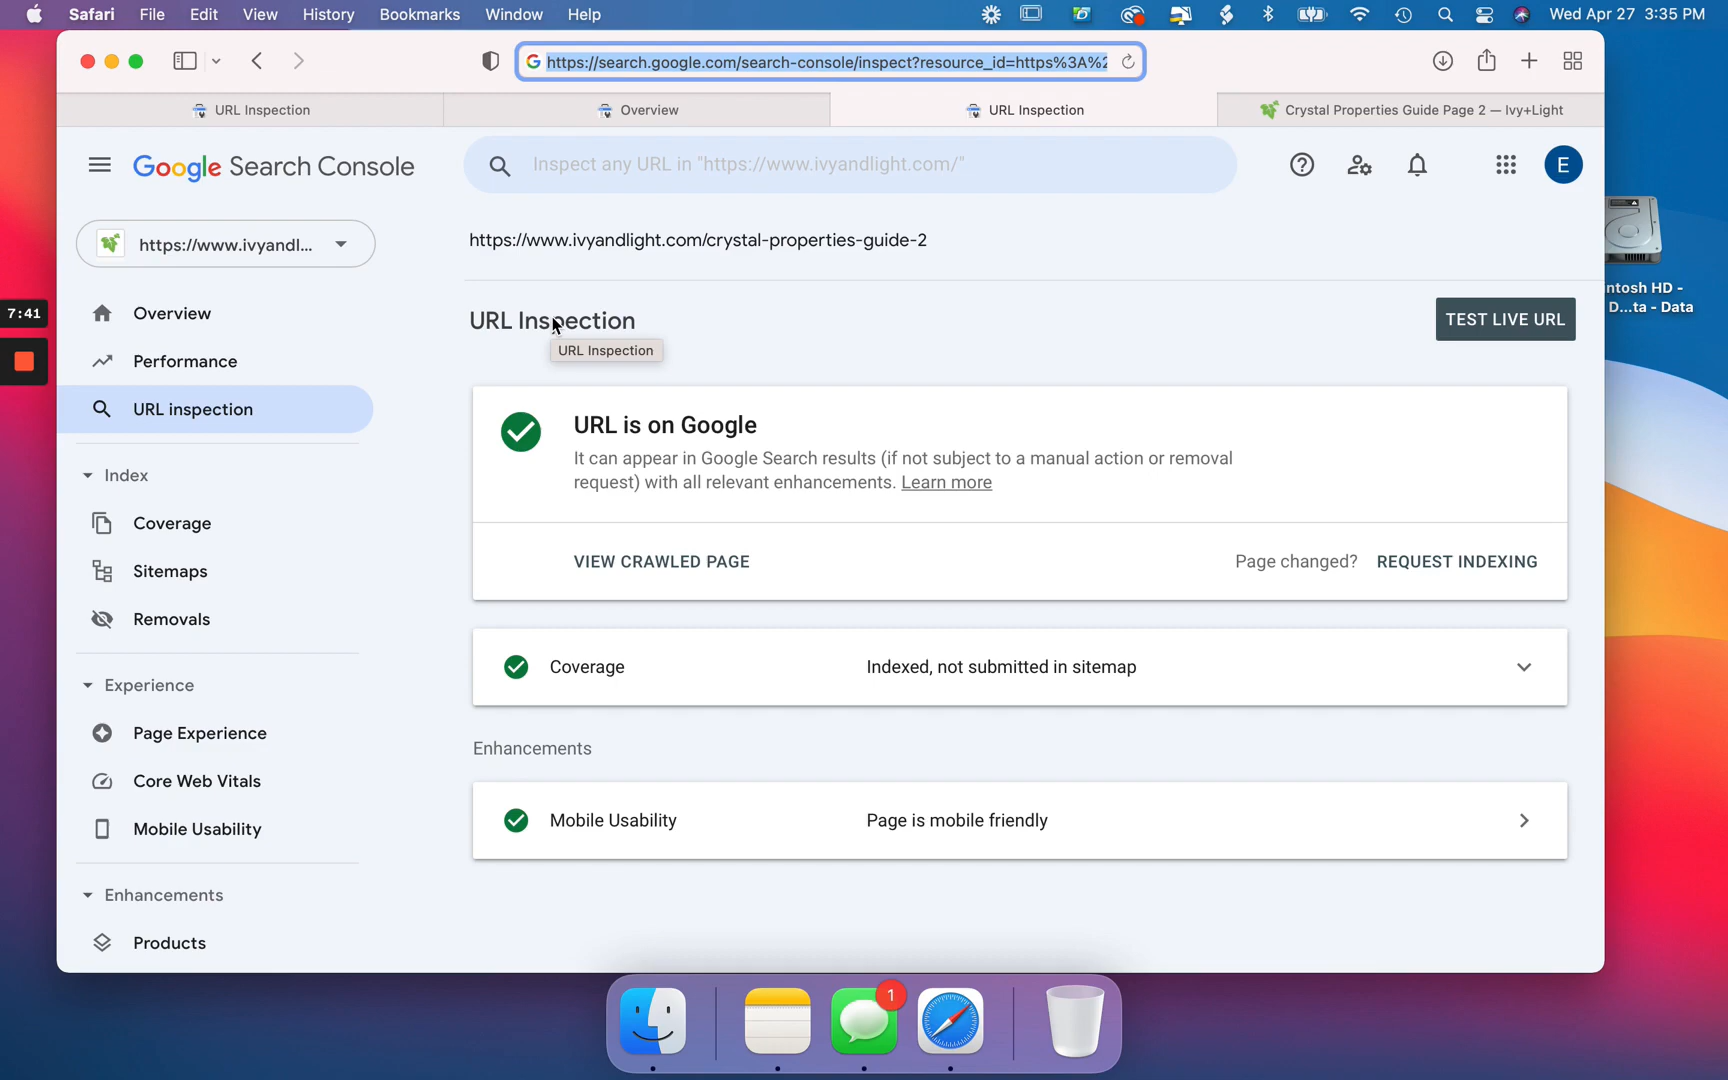 Safari File Edit View History Bookmarks Window Help Wed Apr 27 3:35 PM
https://search.google.com/search-console/inspect?resource_id=https%3A%2
URL Inspection
Overview
URL Inspection
Crystal Properties Guide Page 2 — Ivy+Light
Google Search Console
Inspect any URL in "https://www.ivyandlight.com/"
E
https://www.ivyandl...
https://www.ivyandlight.com/crystal-properties-guide-2
7:41
Overview
Performance
URL inspection
Index
Coverage
Sitemaps
Removals
Experience
Page Experience
Core Web Vitals
Mobile Usability
Enhancements
Products
URL Inspection
TEST LIVE URL
URL Inspection
URL is on Google
It can appear in Google Search results (if not subject to a manual action or removal
request) with all relevant enhancements. Learn more
VIEW CRAWLED PAGE
Page changed? REQUEST INDEXING
Coverage Indexed, not submitted in sitemap
Enhancements
Mobile Usability Page is mobile friendly
ntosh HD -
D...ta - Data
1